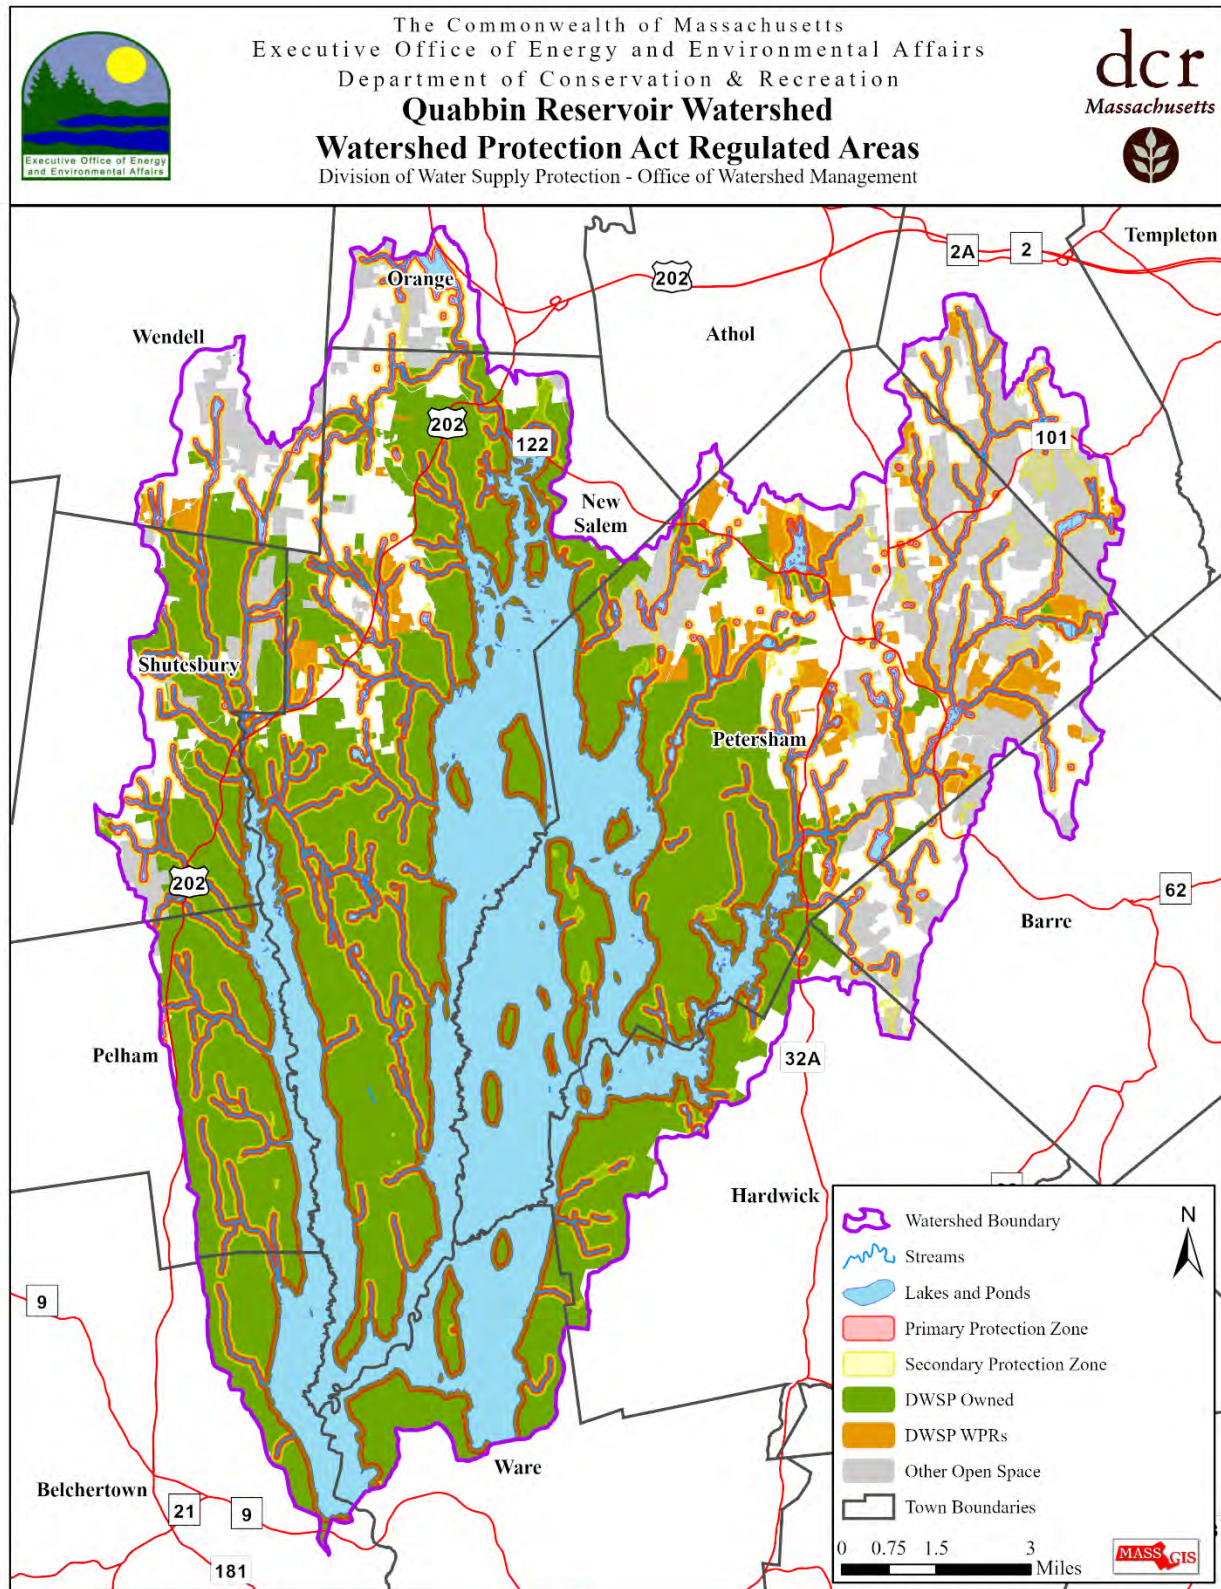 The Commonwealth of Massachusetts
Executive Office of Energy and Environmental Affairs
Department of Conservation & Recreation
Quabbin Reservoir Watershed
Watershed Protection Act Regulated Areas
Division of Water Supply Protection - Office of Watershed Management
Executive Office of Energy
and Environmental Affairs
dcr
Massachusetts
Templeton
2A
2
Orange
202
Wendell
Athol
202
122
101
New
Salem
Shutesbury
Petersham
202
62
Barre
Pelham
32A
Hardwick
9
Belchertown
21
9
Ware
181
Watershed Boundary
N
Streams
Lakes and Ponds
Primary Protection Zone
Secondary Protection Zone
DWSP Owned
DWSP WPRs
Other Open Space
Town Boundaries
0 0.75 1.5 3
Miles
MASS GIS